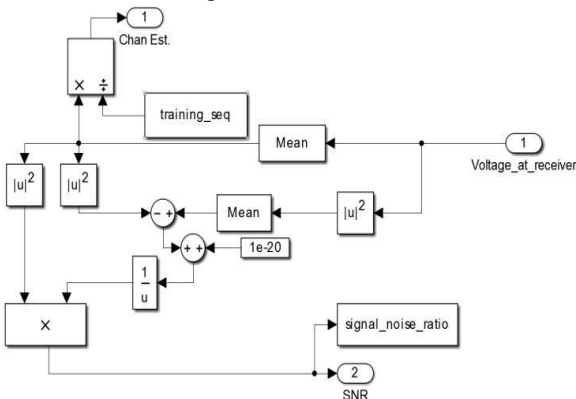 1
Chan Est.
× ÷
training_seq
Mean
1
Voltage_at_receiver
|u|2
|u|2
- +
Mean
|u|2
+ +
1e-20
1
u
×
signal_noise_ratio
2
SNR